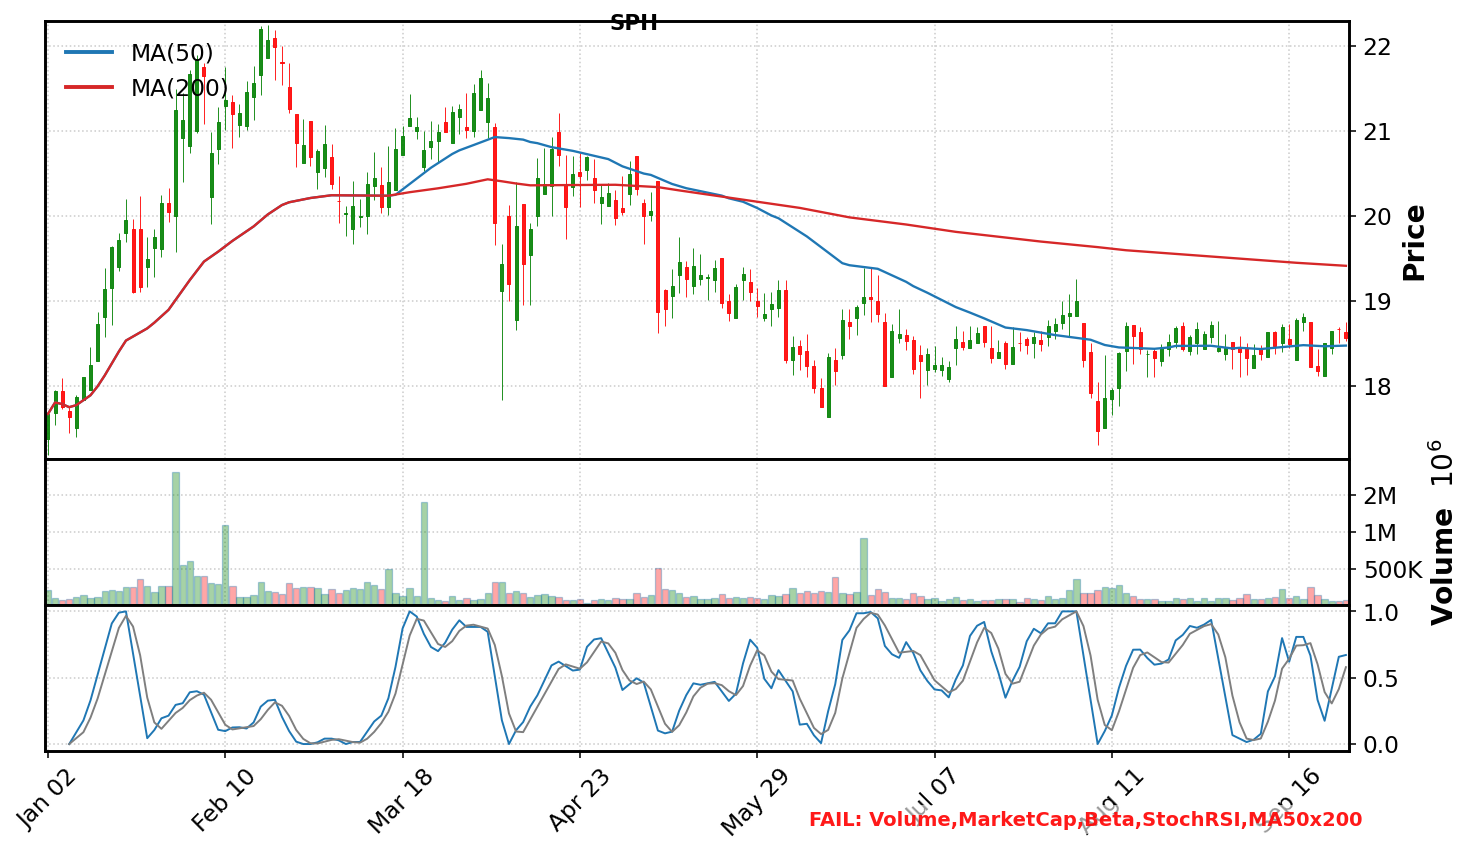 SPH
MA(50)
MA(200)
22
21
20
19
18
Price
2M
1M
500K
Volume 10⁶
1.0
0.5
0.0
Jan 02
Feb 10
Mar 18
Apr 23
May 29
Jul 07
Aug 11
Sep 16
FAIL: Volume,MarketCap,Beta,StochRSI,MA50x200